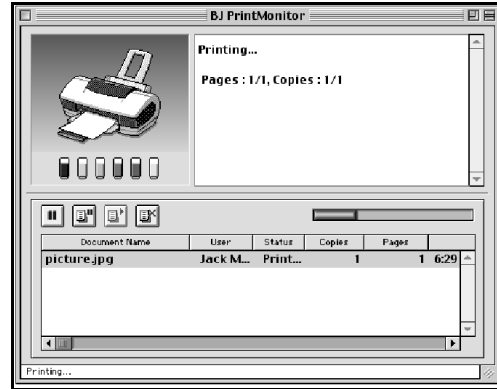 BJ PrintMonitor
Printing...
Pages : 1/1, Copies : 1/1
Document Name User Status Copies Pages
picture.jpg Jack M... Print... 1 1 6:29
Printing...